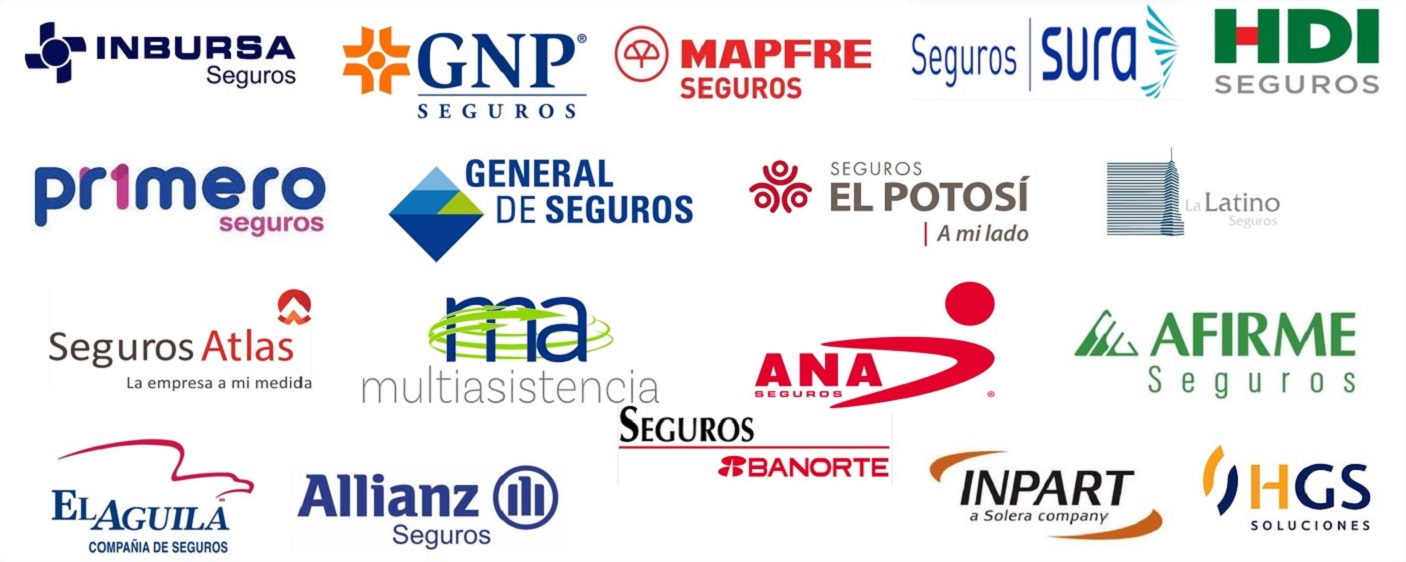 INBURSA
Seguros
GNP®
SEGUROS
MAPFRE
SEGUROS
Seguros sura
HDI
SEGUROS
pr1mero
seguros
GENERAL
DE SEGUROS
SEGUROS
EL POTOSÍ
A mi lado
La Latino
Seguros
Seguros Atlas
La empresa a mi medida
ma
multiasistencia
ANA
SEGUROS ®
AFIRME
Seguros
EL AGUILA
COMPAÑIA DE SEGUROS
Allianz
Seguros
SEGUROS
BANORTE
INPART
a Solera company
HGS
SOLUCIONES